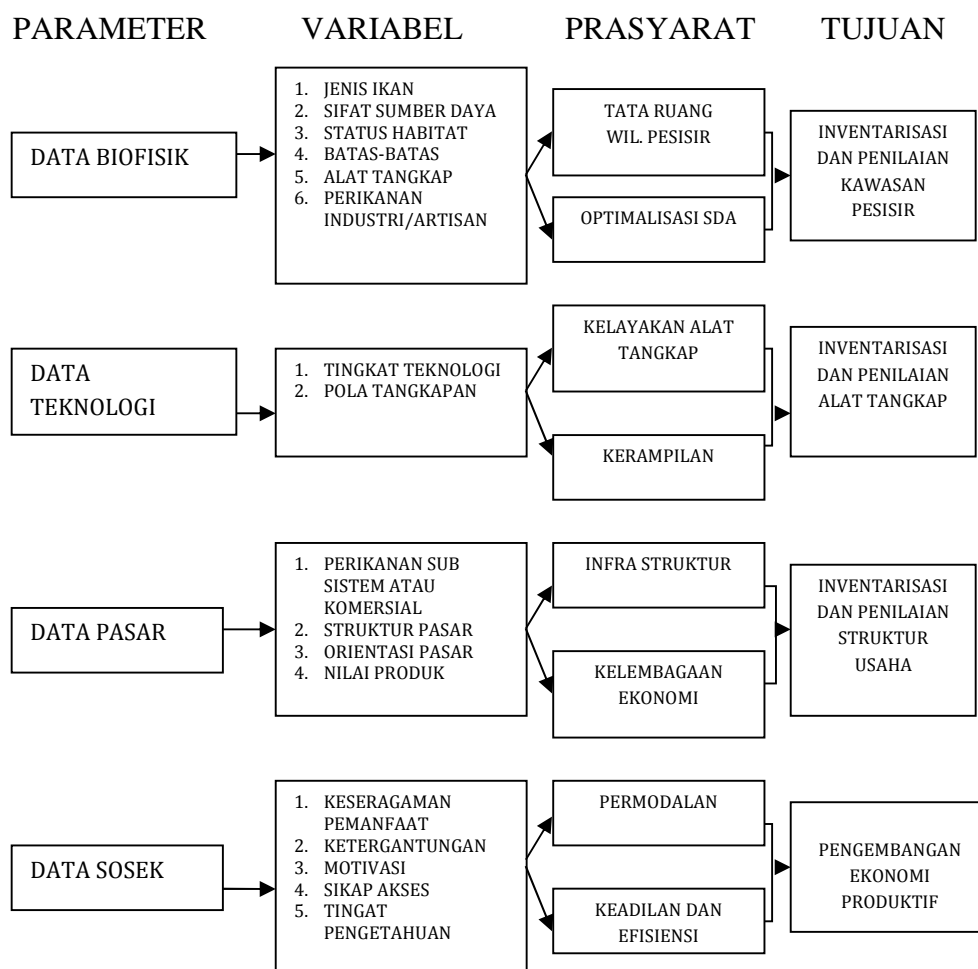 PARAMETER VARIABEL PRASYARAT TUJUAN
DATA BIOFISIK
1. JENIS IKAN
2. SIFAT SUMBER DAYA
3. STATUS HABITAT
4. BATAS-BATAS
5. ALAT TANGKAP
6. PERIKANAN
INDUSTRI/ARTISAN
TATA RUANG
WIL. PESISIR
OPTIMALISASI SDA
INVENTARISASI
DAN PENILAIAN
KAWASAN
PESISIR
DATA
TEKNOLOGI
1. TINGKAT TEKNOLOGI
2. POLA TANGKAPAN
KELAYAKAN ALAT
TANGKAP
KERAMPILAN
INVENTARISASI
DAN PENILAIAN
ALAT TANGKAP
DATA PASAR
1. PERIKANAN SUB
SISTEM ATAU
KOMERSIAL
2. STRUKTUR PASAR
3. ORIENTASI PASAR
4. NILAI PRODUK
INFRA STRUKTUR
KELEMBAGAAN
EKONOMI
INVENTARISASI
DAN PENILAIAN
STRUKTUR
USAHA
DATA SOSEK
1. KESERAGAMAN
PEMANFAAT
2. KETERGANTUNGAN
3. MOTIVASI
4. SIKAP AKSES
5. TINGAT
PENGETAHUAN
PERMODALAN
KEADILAN DAN
EFISIENSI
PENGEMBANGAN
EKONOMI
PRODUKTIF